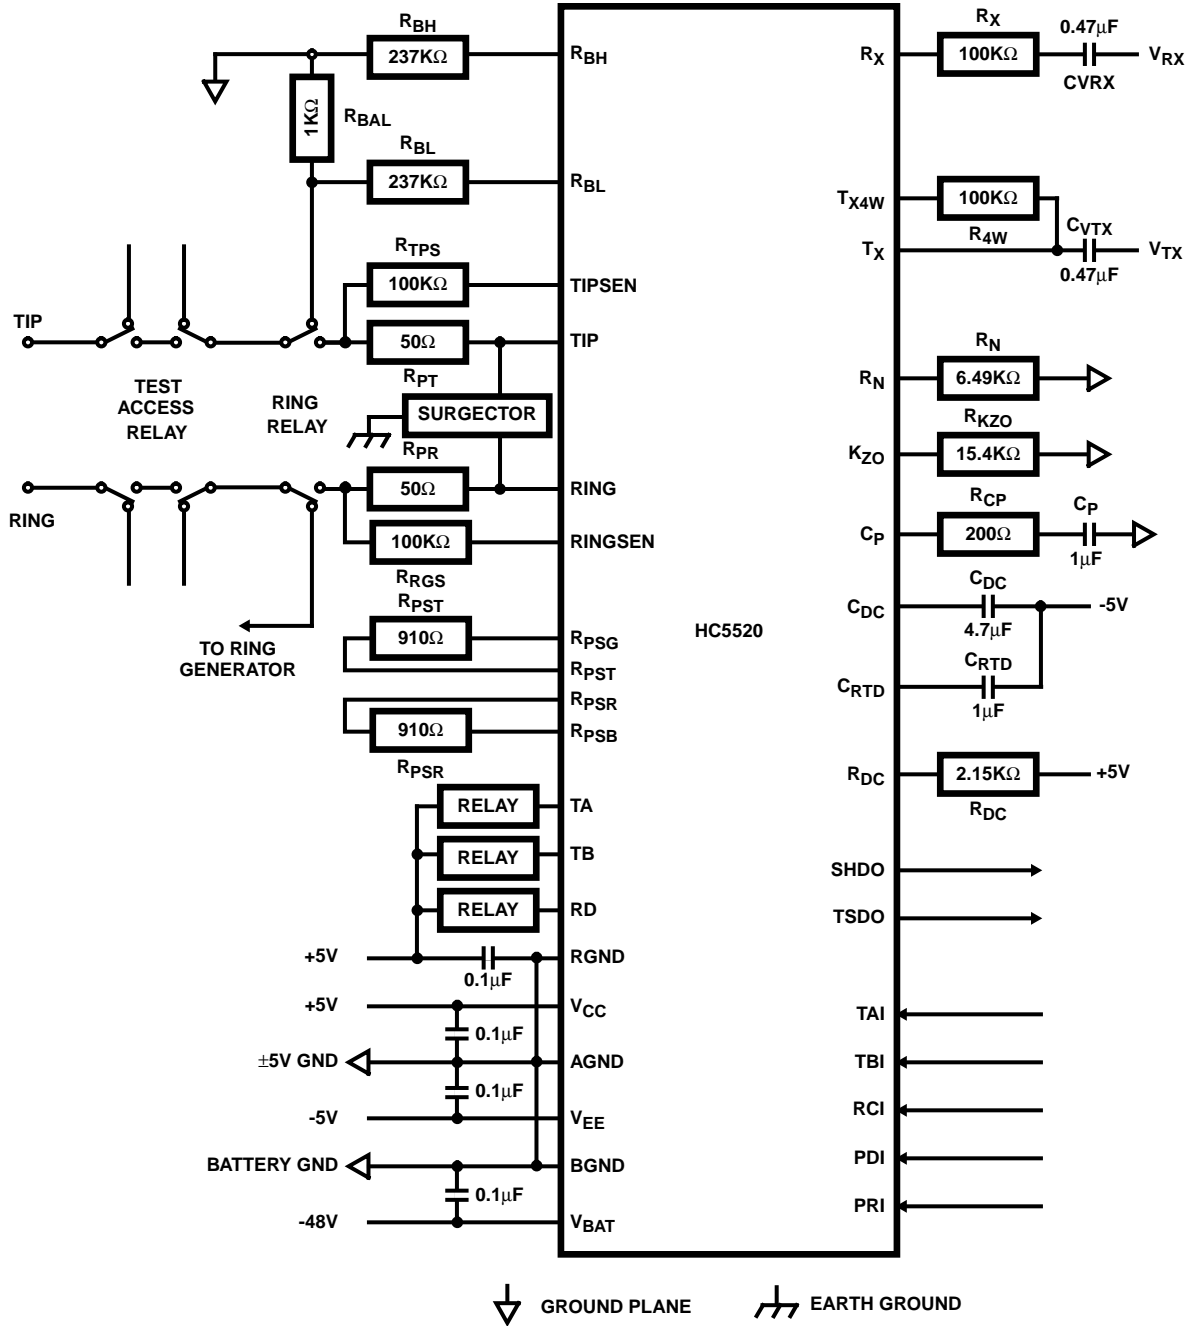 RBH
237KΩ
RBH
1KΩ
RBAL
RBL
237KΩ
RBL
RTPS
100KΩ
TIPSEN
TIP
50Ω
TIP
RPT
TEST
ACCESS
RELAY
RING
RELAY
SURGECTOR
RPR
50Ω
RING
RING
100KΩ
RINGSEN
RRGS
TO RING
GENERATOR
RPST
910Ω
RPSG
RPST
RPSR
910Ω
RPSB
RPSR
RELAY
TA
RELAY
TB
RELAY
RD
+5V
0.1µF
RGND
+5V
VCC
0.1µF
±5V GND
AGND
0.1µF
-5V
VEE
BATTERY GND
BGND
0.1µF
-48V
VBAT
HC5520
RX
RX
100KΩ
0.47µF
CVRX
VRX
TX4W
100KΩ
R4W
TX
CVTX
0.47µF
VTX
RN
RN
6.49KΩ
RKZO
KZO
15.4KΩ
RCP
CP
200Ω
CP
1µF
CDC
CDC
4.7µF
-5V
CRTD
CRTD
1µF
RDC
2.15KΩ
+5V
RDC
SHDO
TSDO
TAI
TBI
RCI
PDI
PRI
GROUND PLANE
EARTH GROUND